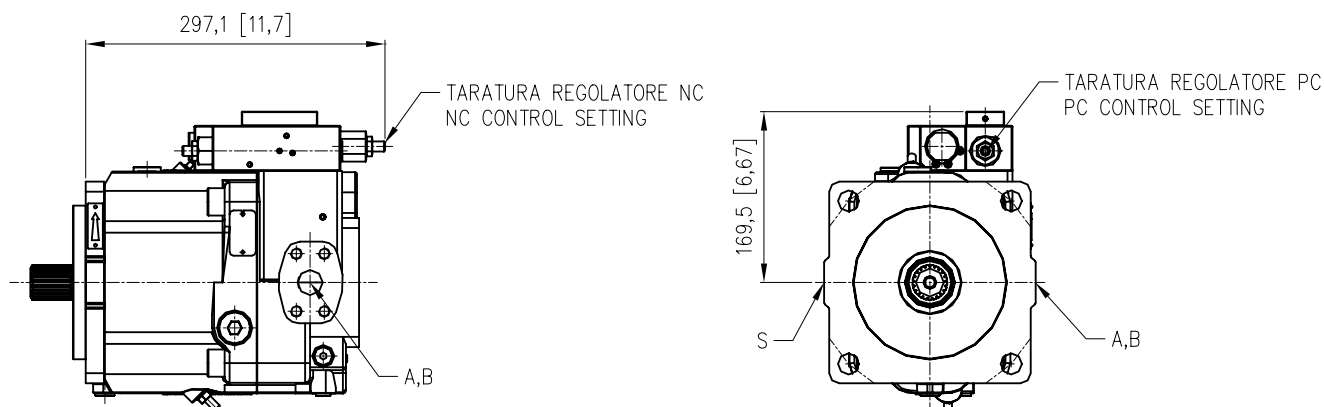 297,1 [11,7]
TARATURA REGOLATORE NC
NC CONTROL SETTING
A,B
TARATURA REGOLATORE PC
PC CONTROL SETTING
169,5 [6,67]
S
A,B